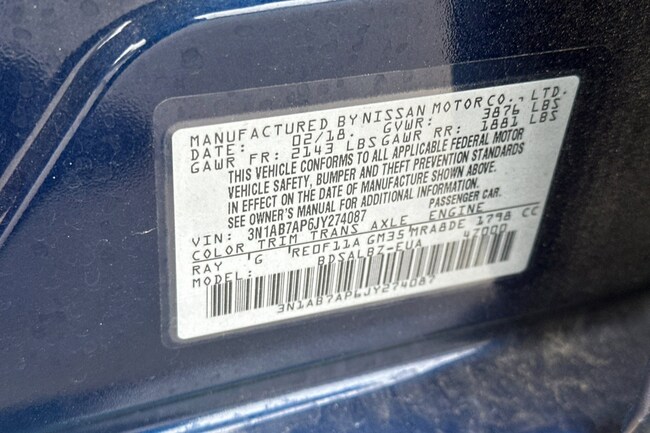 MANUFACTURED BY NISSAN MOTOR CO., LTD.
DATE: 02/18. GVWR: 3876 LBS
GAWR FR: 2143 LBS GAWR RR: 1881 LBS
THIS VEHICLE CONFORMS TO ALL APPLICABLE FEDERAL MOTOR
VEHICLE SAFETY, BUMPER AND THEFT PREVENTION STANDARDS
IN EFFECT ON THE DATE OF MANUFACTURE SHOWN ABOVE.
SEE OWNER'S MANUAL FOR ADDITIONAL INFORMATION.
VIN: 3N1AB7AP6JY274087 PASSENGER CAR.
COLOR TRIM TRANS AXLE ENGINE
RAY G RE0F11A GM35 MRA8DE 1798 CC
MODEL: BDSALBZ-EUA 47000
3N1AB7AP6JY274087